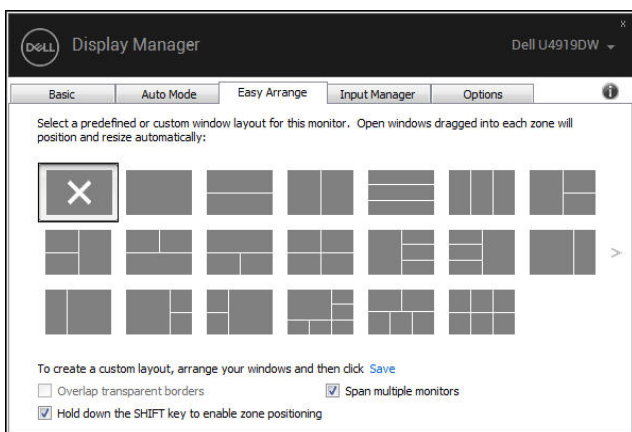 x
DELL Display Manager Dell U4919DW
Basic Auto Mode Easy Arrange Input Manager Options i
Select a predefined or custom window layout for this monitor. Open windows dragged into each zone will
position and resize automatically:
>
To create a custom layout, arrange your windows and then click Save
Overlap transparent borders Span multiple monitors
Hold down the SHIFT key to enable zone positioning